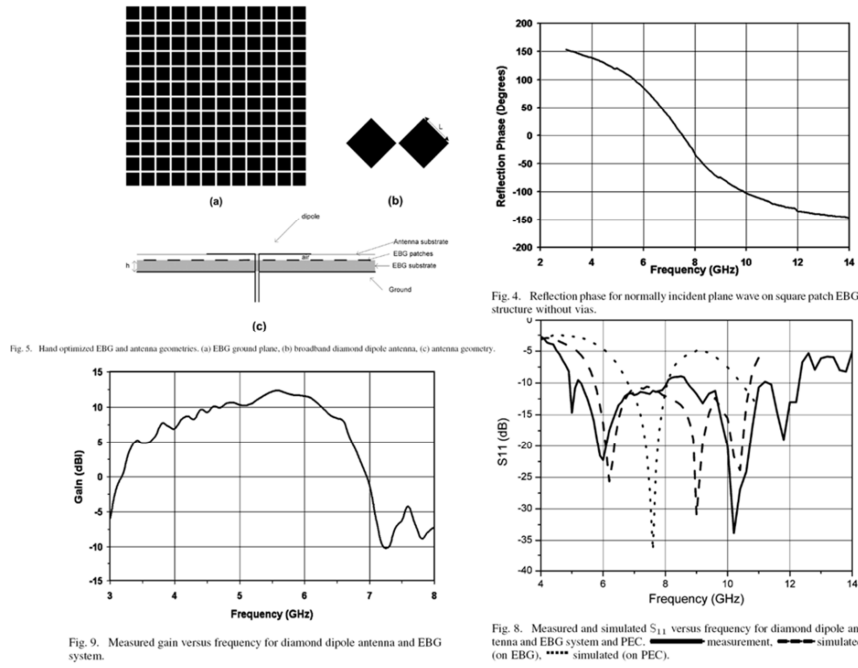 (a)
(b)
L
dipole
Antenna substrate
air
EBG patches
h
EBG substrate
Ground
(c)
Fig. 5. Hand optimized EBG and antenna geometries. (a) EBG ground plane, (b) broadband diamond dipole antenna, (c) antenna geometry.
200
150
100
50
0
-50
-100
-150
-200
Reflection Phase (Degrees)
2 4 6 8 10 12 14
Frequency (GHz)
Fig. 4. Reflection phase for normally incident plane wave on square patch EBG
structure without vias.
15
10
5
0
-5
-10
-15
Gain (dBI)
3 4 5 6 7 8
Frequency (GHz)
Fig. 9. Measured gain versus frequency for diamond dipole antenna and EBG
system.
0
-5
-10
-15
-20
-25
-30
-35
-40
S11 (dB)
4 6 8 10 12 14
Frequency (GHz)
Fig. 8. Measured and simulated S11 versus frequency for diamond dipole an-
tenna and EBG system and PEC. measurement, simulated
(on EBG), simulated (on PEC).